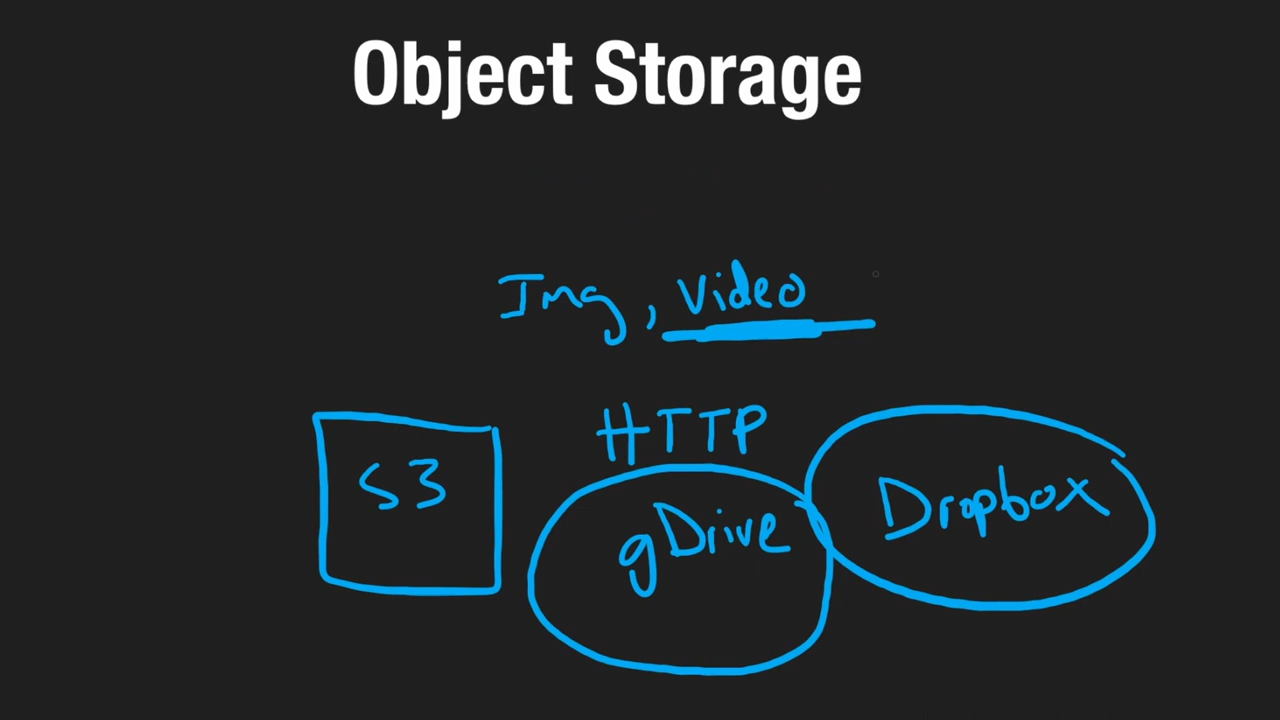 Object Storage
Img, Video
HTTP
S3
gDrive
Dropbox